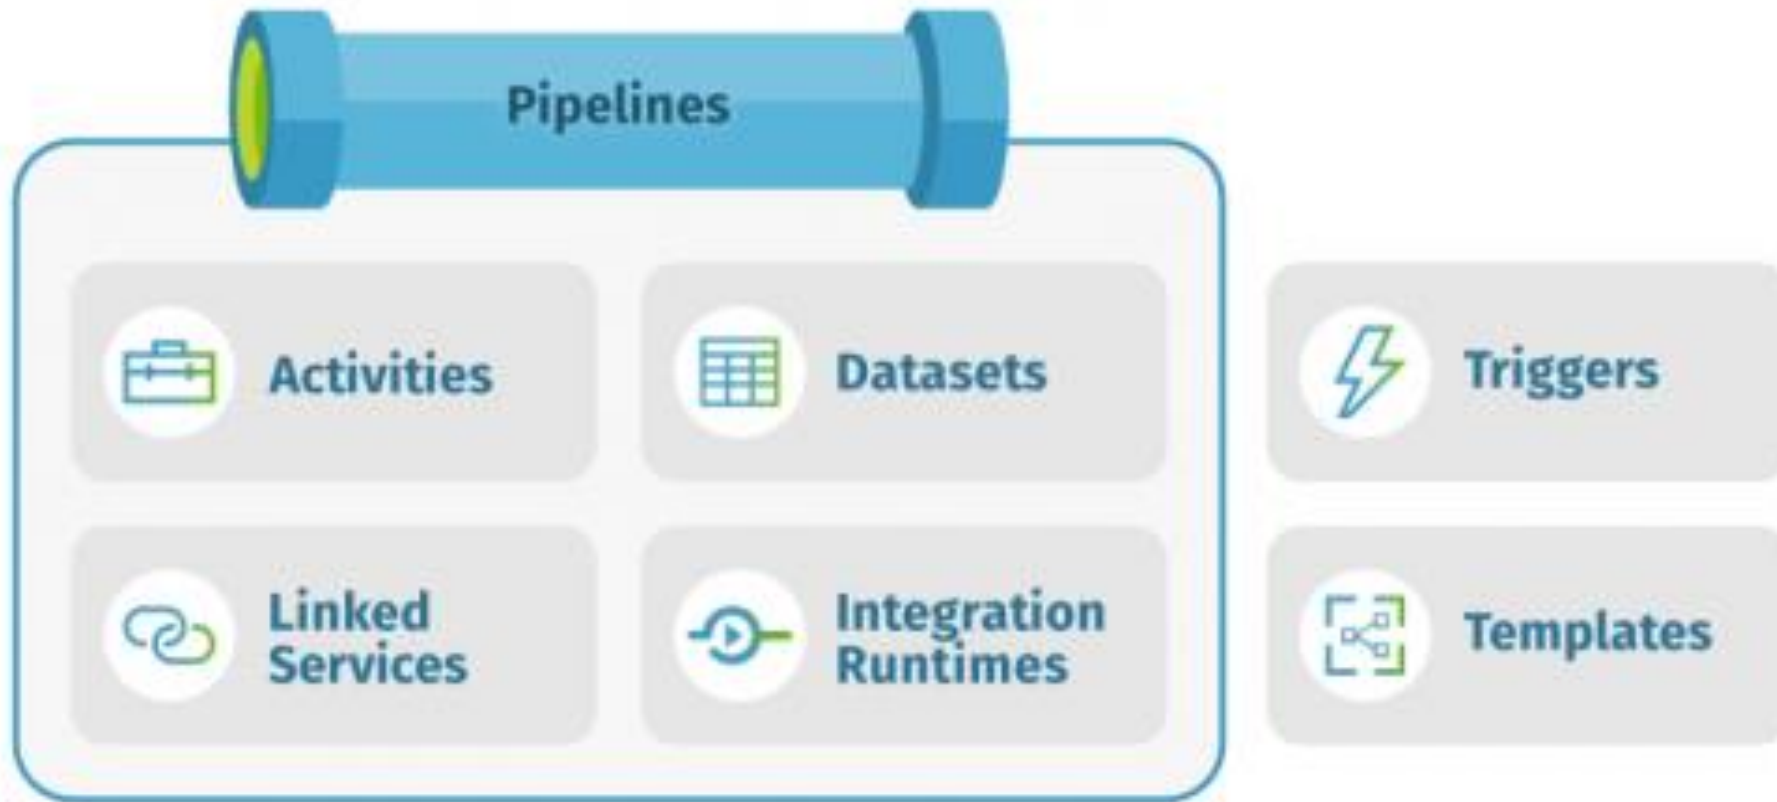 Pipelines
Activities
Datasets
Triggers
Linked
Services
Integration
Runtimes
Templates